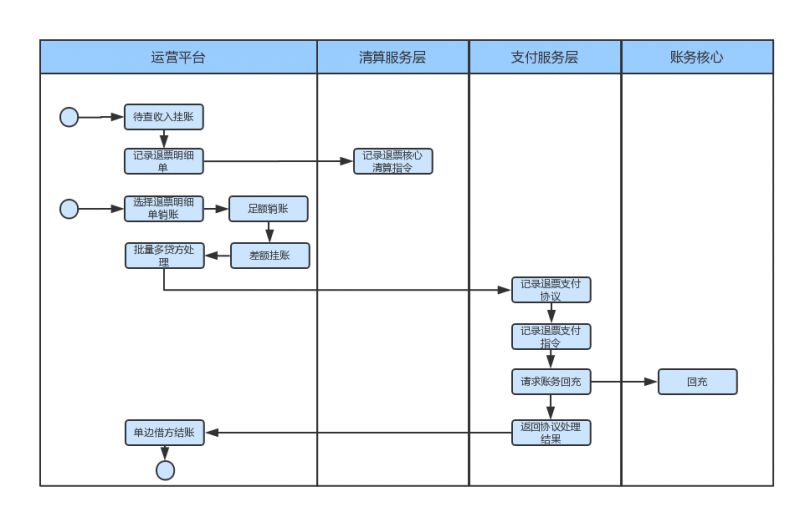 运营平台
清算服务层
支付服务层
账务核心
待查收入挂账
记录退票明细
单
记录退票核心
清算指令
选择退票明细
单销账
足额销账
批量多贷方处
理
差额挂账
记录退票支付
协议
记录退票支付
指令
请求账务回充
回充
单边借方结账
返回协议处理
结果